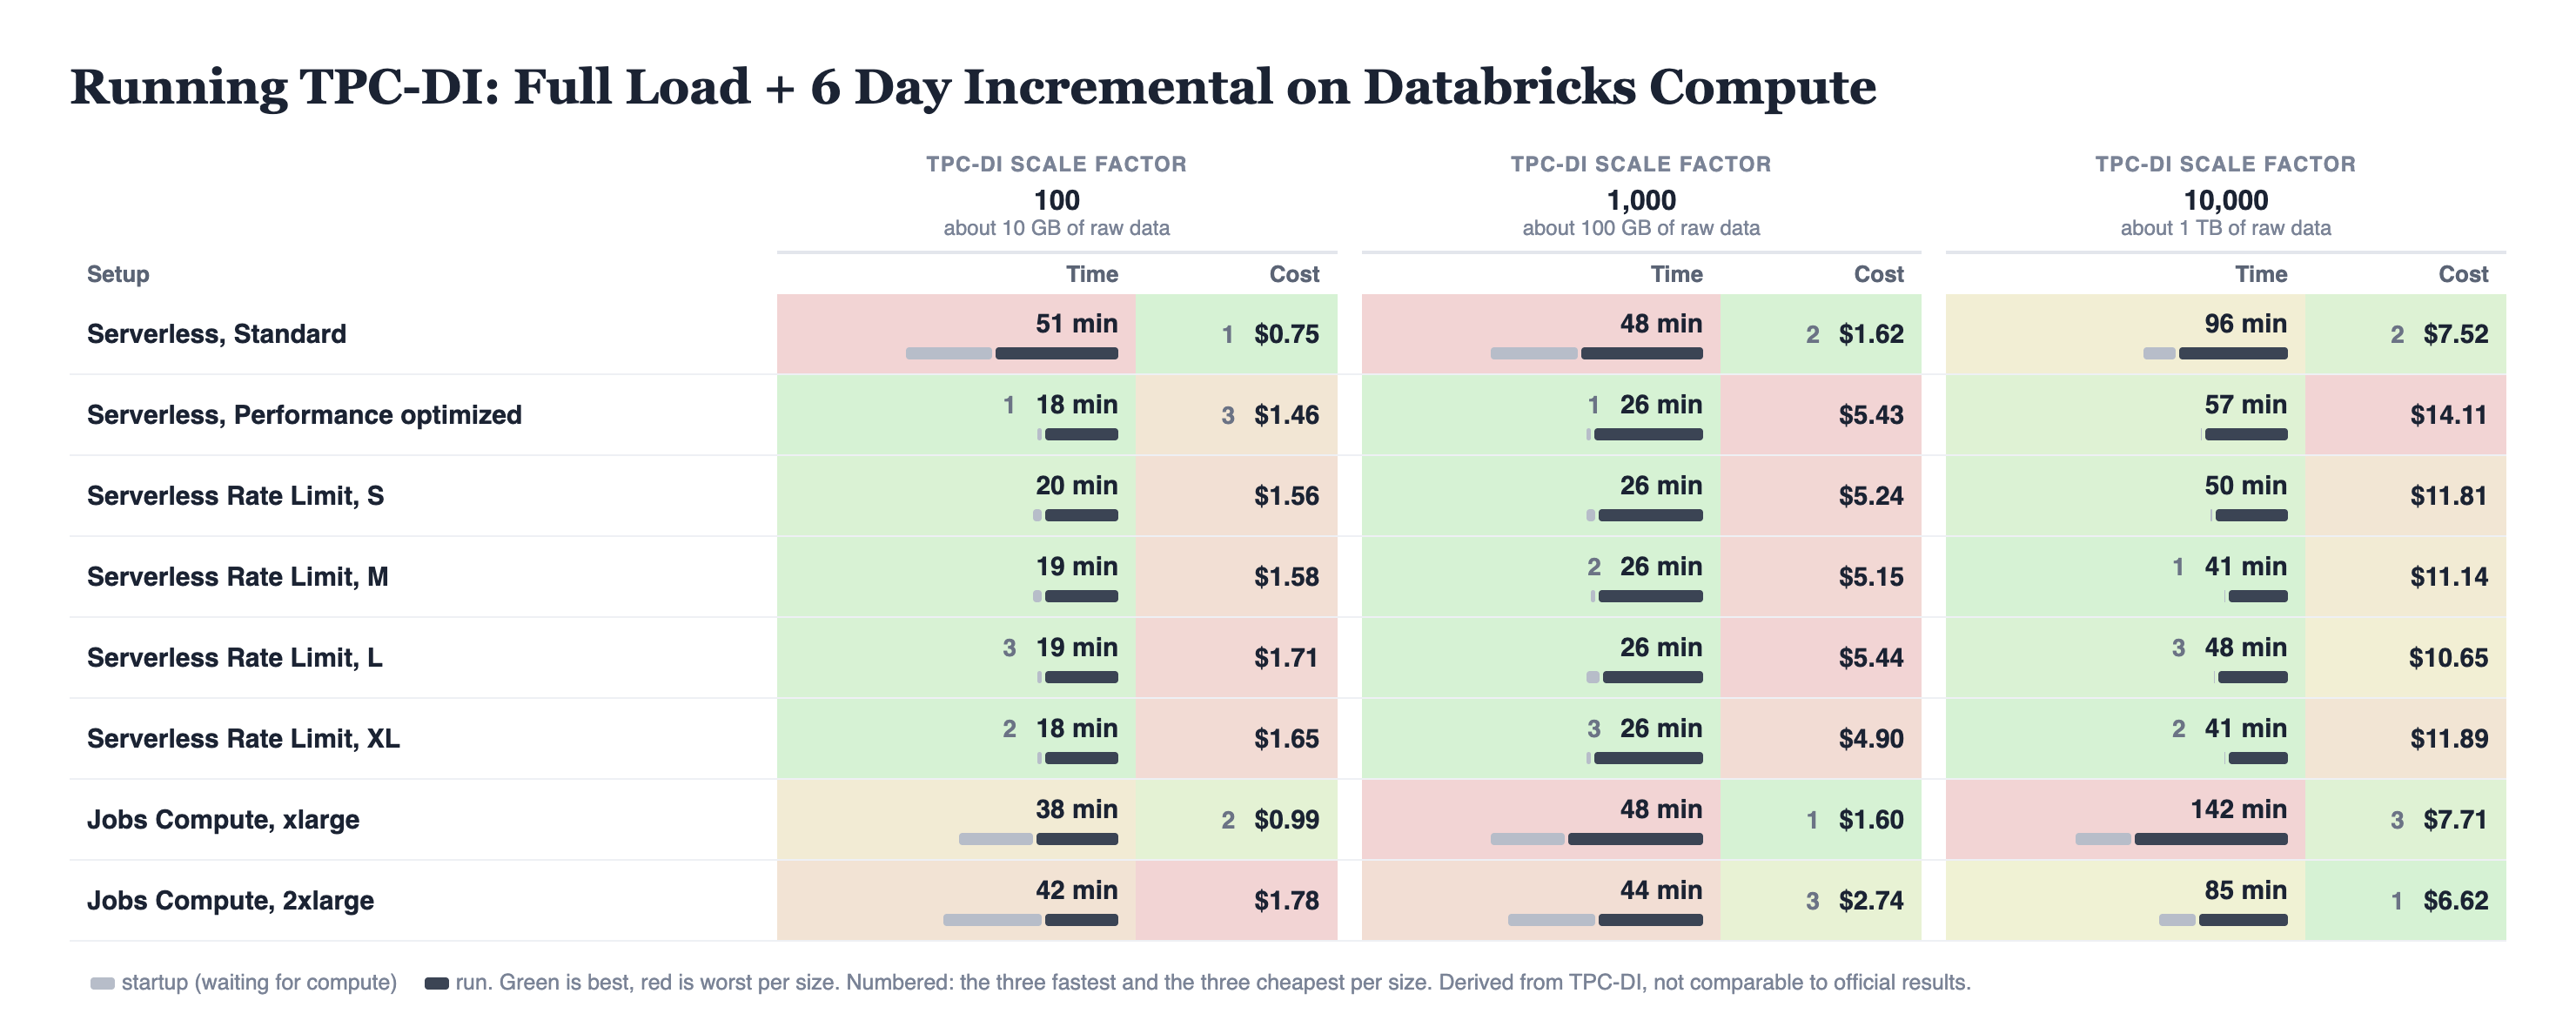 Running TPC-DI: Full Load + 6 Day Incremental on Databricks Compute
TPC-DI SCALE FACTOR TPC-DI SCALE FACTOR TPC-DI SCALE FACTOR
100 1,000 10,000
about 10 GB of raw data about 100 GB of raw data about 1 TB of raw data
Setup Time Cost Time Cost Time Cost
Serverless, Standard 51 min 1 $0.75 48 min 2 $1.62 96 min 2 $7.52
Serverless, Performance optimized 1 18 min 3 $1.46 1 26 min $5.43 57 min $14.11
Serverless Rate Limit, S 20 min $1.56 26 min $5.24 50 min $11.81
Serverless Rate Limit, M 19 min $1.58 2 26 min $5.15 1 41 min $11.14
Serverless Rate Limit, L 3 19 min $1.71 26 min $5.44 3 48 min $10.65
Serverless Rate Limit, XL 2 18 min $1.65 3 26 min $4.90 2 41 min $11.89
Jobs Compute, xlarge 38 min 2 $0.99 48 min 1 $1.60 142 min 3 $7.71
Jobs Compute, 2xlarge 42 min $1.78 44 min 3 $2.74 85 min 1 $6.62
startup (waiting for compute) run. Green is best, red is worst per size. Numbered: the three fastest and the three cheapest per size. Derived from TPC-DI, not comparable to official results.